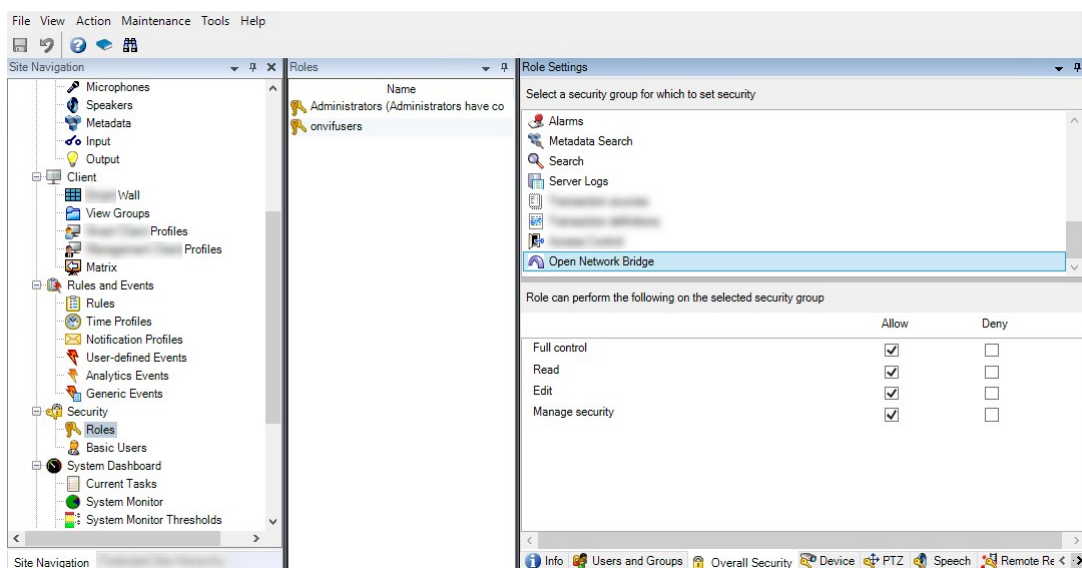 File View Action Maintenance Tools Help
Site Navigation
Microphones
Speakers
Metadata
Input
Output
Client
Wall
View Groups
Profiles
Profiles
Matrix
Rules and Events
Rules
Time Profiles
Notification Profiles
User-defined Events
Analytics Events
Generic Events
Security
Roles
Basic Users
System Dashboard
Current Tasks
System Monitor
System Monitor Thresholds
Site Navigation
Roles
Name
Administrators (Administrators have co
onvifusers
Role Settings
Select a security group for which to set security
Alarms
Metadata Search
Search
Server Logs
Open Network Bridge
Role can perform the following on the selected security group
Allow Deny
Full control
Read
Edit
Manage security
Info Users and Groups Overall Security Device PTZ Speech Remote Re